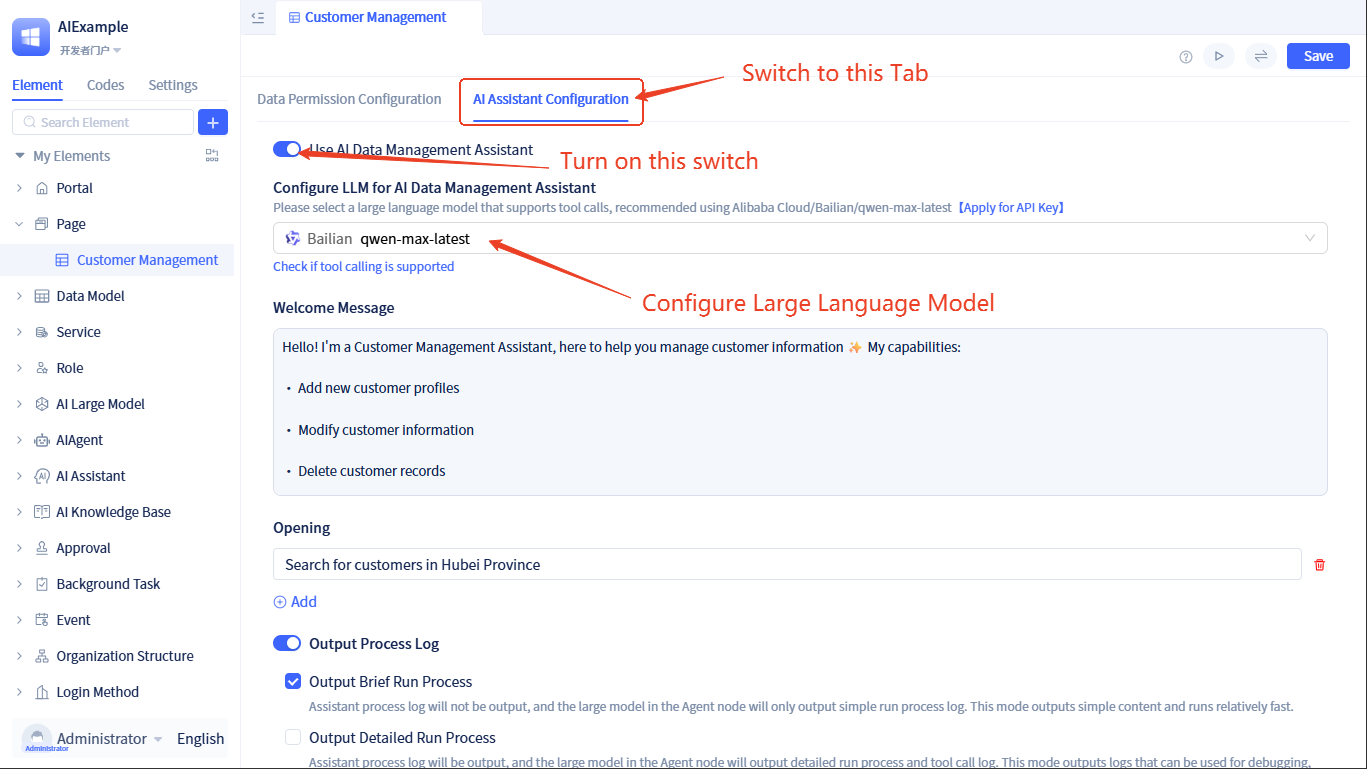 AIExample
开发者门户
Element Codes Settings
Search Element
My Elements
Portal
Page
Customer Management
Data Model
Service
Role
AI Large Model
AIAgent
AI Assistant
AI Knowledge Base
Approval
Background Task
Event
Organization Structure
Login Method
Administrator
Administrator
English
Customer Management
Save
Data Permission Configuration
AI Assistant Configuration
Switch to this Tab
Use AI Data Management Assistant
Turn on this switch
Configure LLM for AI Data Management Assistant
Please select a large language model that supports tool calls, recommended using Alibaba Cloud/Bailian/qwen-max-latest【Apply for API Key】
Bailian qwen-max-latest
Check if tool calling is supported
Configure Large Language Model
Welcome Message
Hello! I'm a Customer Management Assistant, here to help you manage customer information ✨ My capabilities:
• Add new customer profiles
• Modify customer information
• Delete customer records
Opening
Search for customers in Hubei Province
Add
Output Process Log
Output Brief Run Process
Assistant process log will not be output, and the large model in the Agent node will only output simple run process log. This mode outputs simple content and runs relatively fast.
Output Detailed Run Process
Assistant process log will be output, and the large model in the Agent node will output detailed run process and tool call log. This mode outputs logs that can be used for debugging,